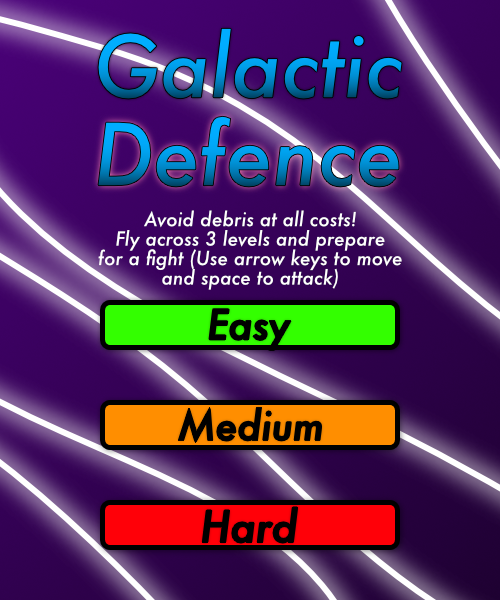 Galactic
Defence
Avoid debris at all costs!
Fly across 3 levels and prepare
for a fight (Use arrow keys to move
and space to attack)
Easy
Medium
Hard